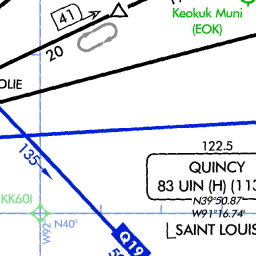 41
Keokuk Muni
(EOK)
20
OLIE
122.5
135
QUINCY
83 UIN (H) (113
N39°50.87'
W91°16.74'
KK60I
N40°
W92°
SAINT LOUIS
Q19